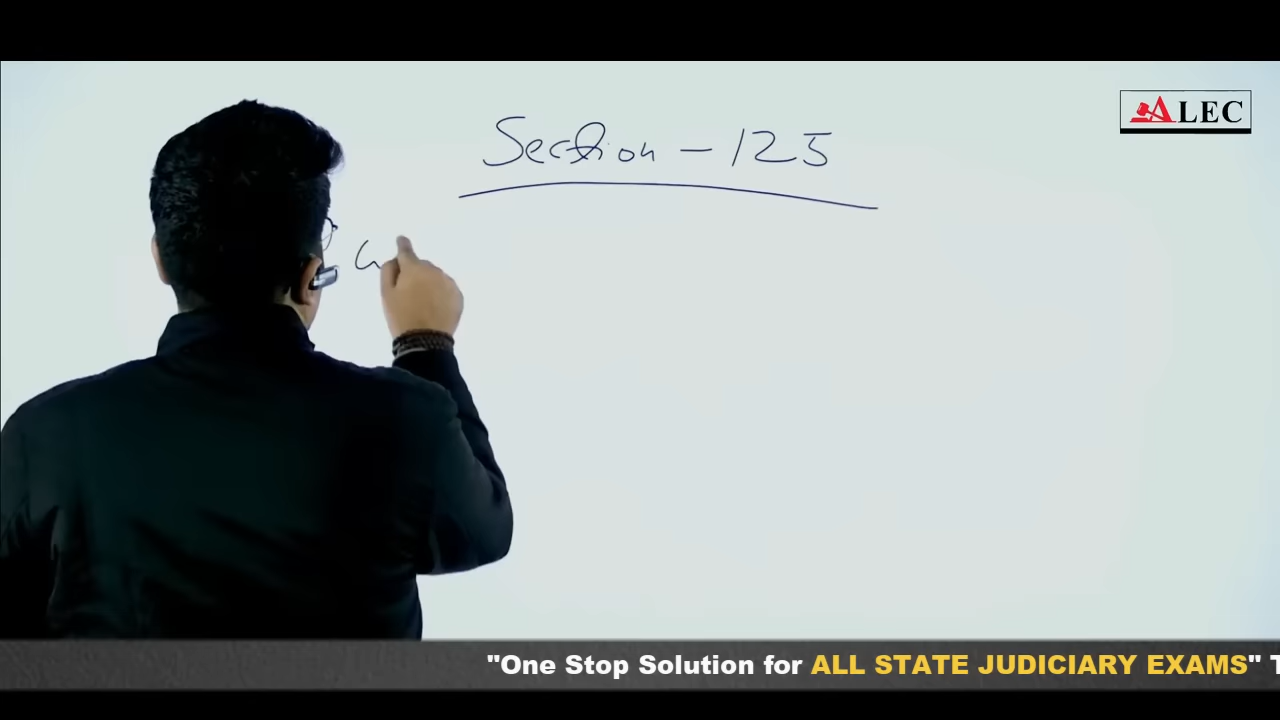 ALEC
Section - 125
"One Stop Solution for ALL STATE JUDICIARY EXAMS" T